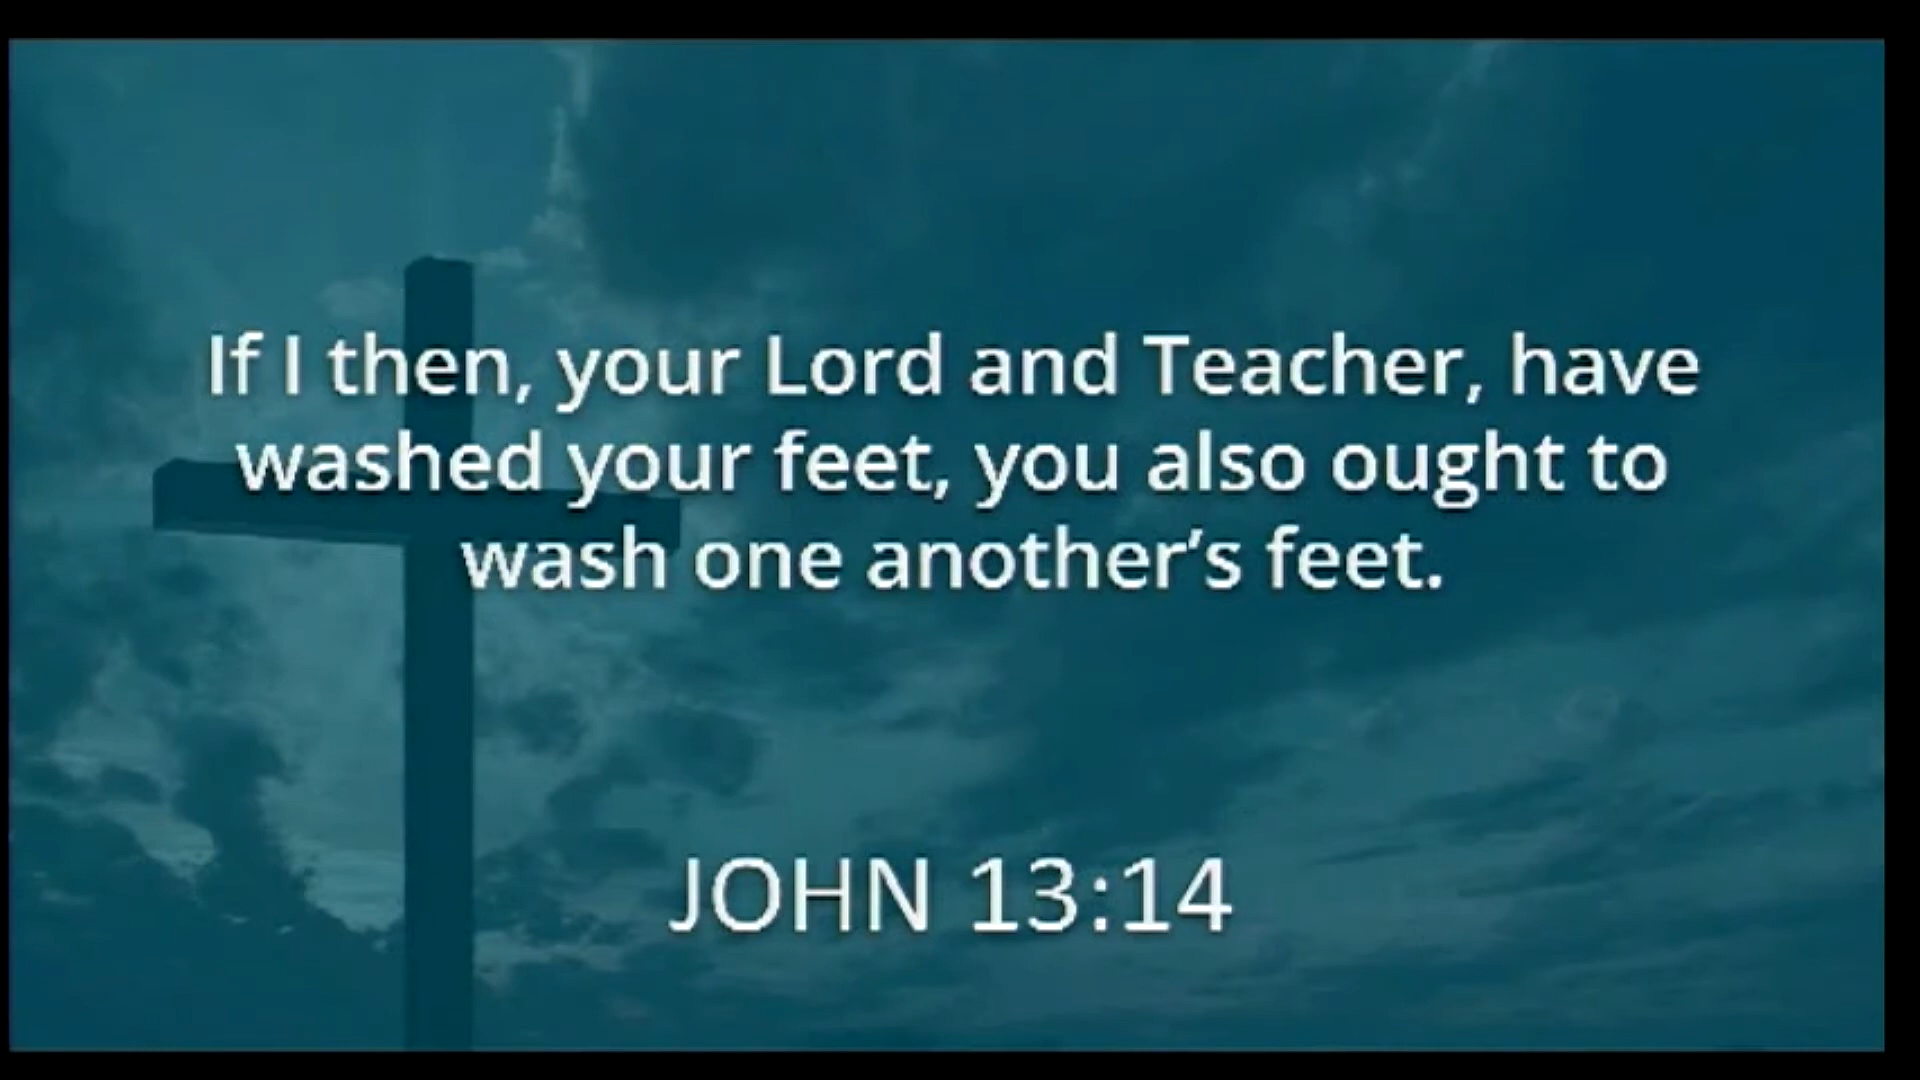 If I then, your Lord and Teacher, have
washed your feet, you also ought to
wash one another’s feet.
JOHN 13:14